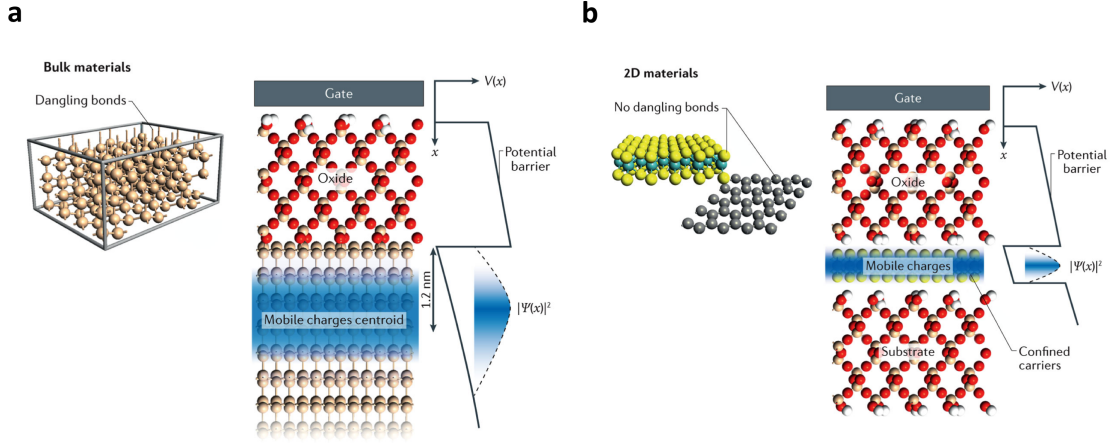 a
Bulk materials
Dangling bonds
Gate
V(x)
x
Oxide
Potential
barrier
1.2 nm
Mobile charges centroid
|Ψ(x)|²
b
2D materials
No dangling bonds
Gate
V(x)
x
Oxide
Potential
barrier
Mobile charges
|Ψ(x)|²
Substrate
Confined
carriers